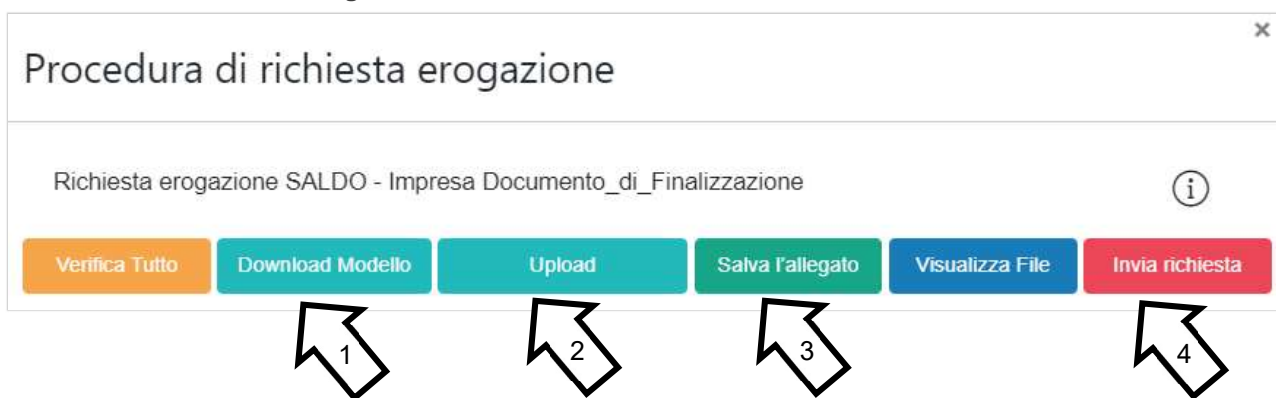 ×
Procedura di richiesta erogazione
Richiesta erogazione SALDO - Impresa Documento_di_Finalizzazione
i
Verifica Tutto Download Modello Upload Salva l'allegato Visualizza File Invia richiesta
1 2 3 4